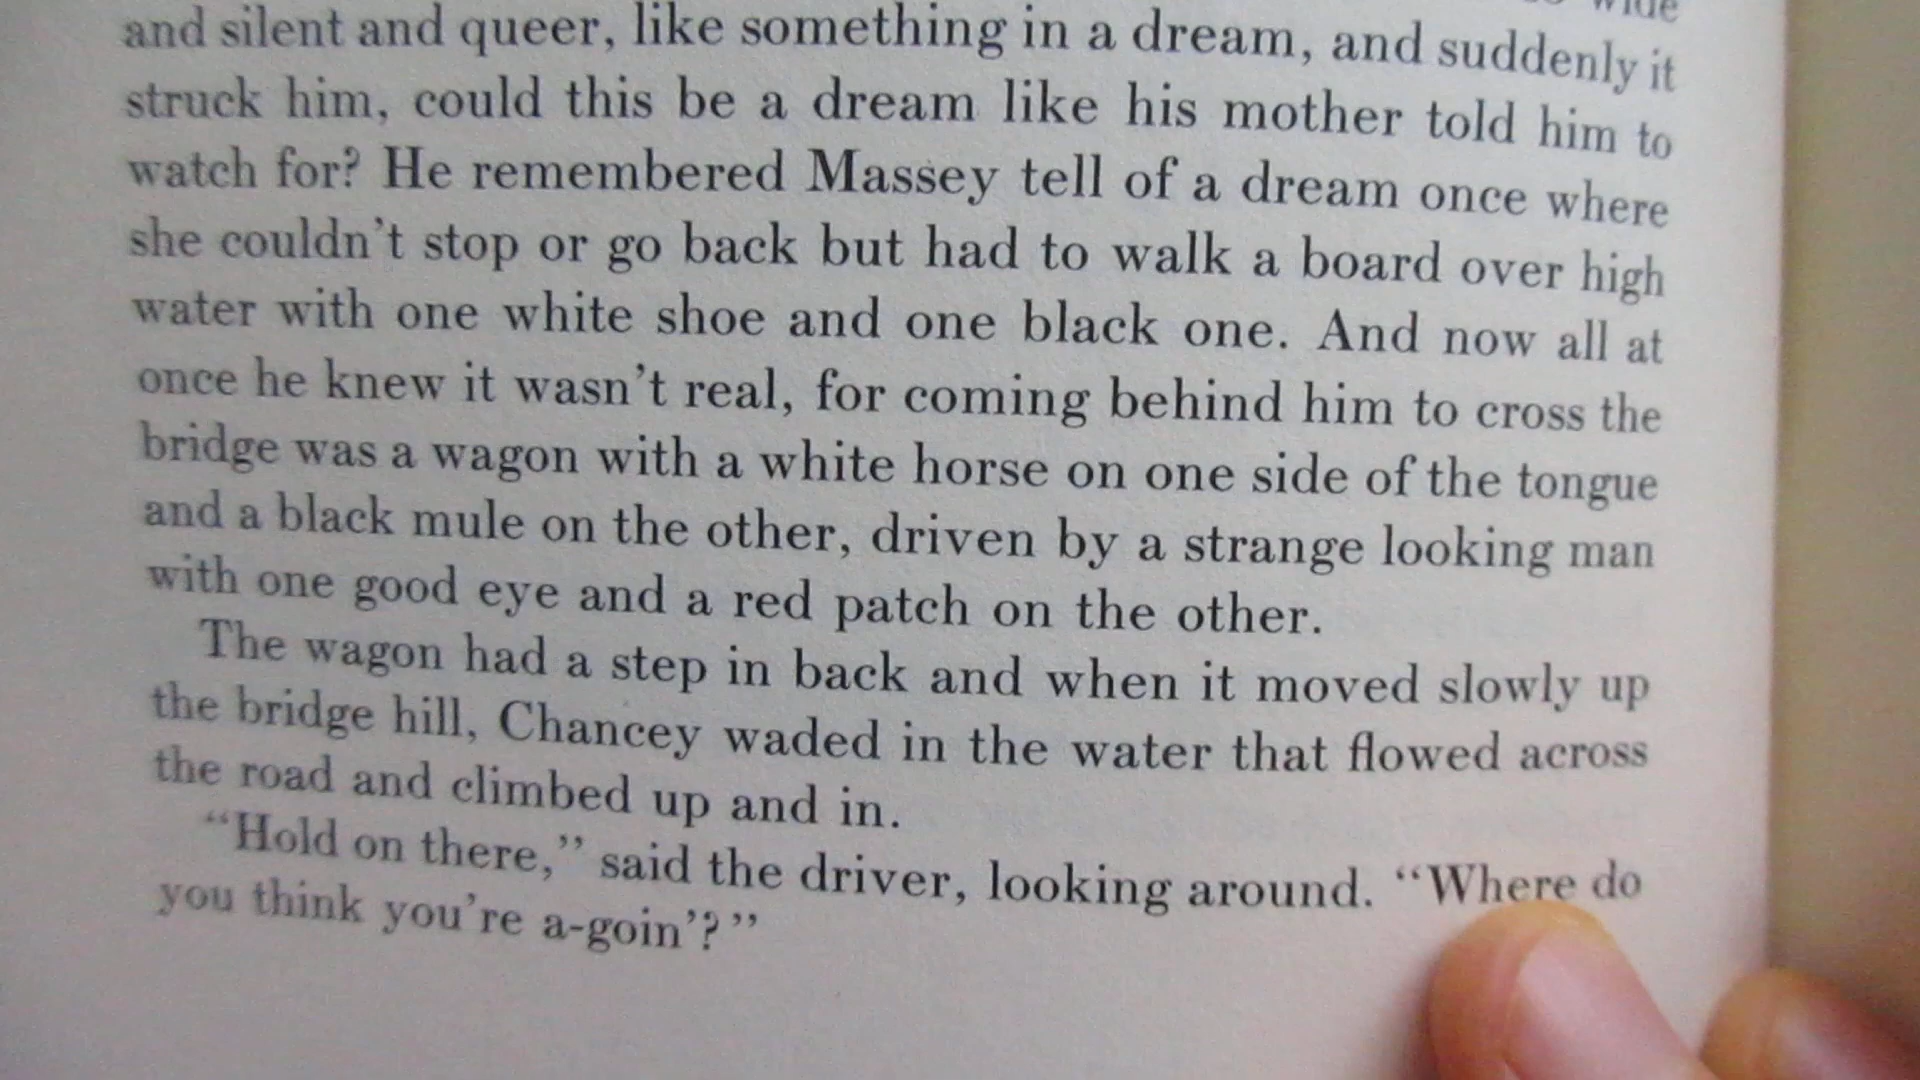 wide
and silent and queer, like something in a dream, and suddenly it
struck him, could this be a dream like his mother told him to
watch for? He remembered Massey tell of a dream once where
she couldn't stop or go back but had to walk a board over high
water with one white shoe and one black one. And now all at
once he knew it wasn't real, for coming behind him to cross the
bridge was a wagon with a white horse on one side of the tongue
and a black mule on the other, driven by a strange looking man
with one good eye and a red patch on the other.
The wagon had a step in back and when it moved slowly up
the bridge hill, Chancey waded in the water that flowed across
the road and climbed up and in.
“Hold on there,” said the driver, looking around. “Where do
you think you're a-goin'?”